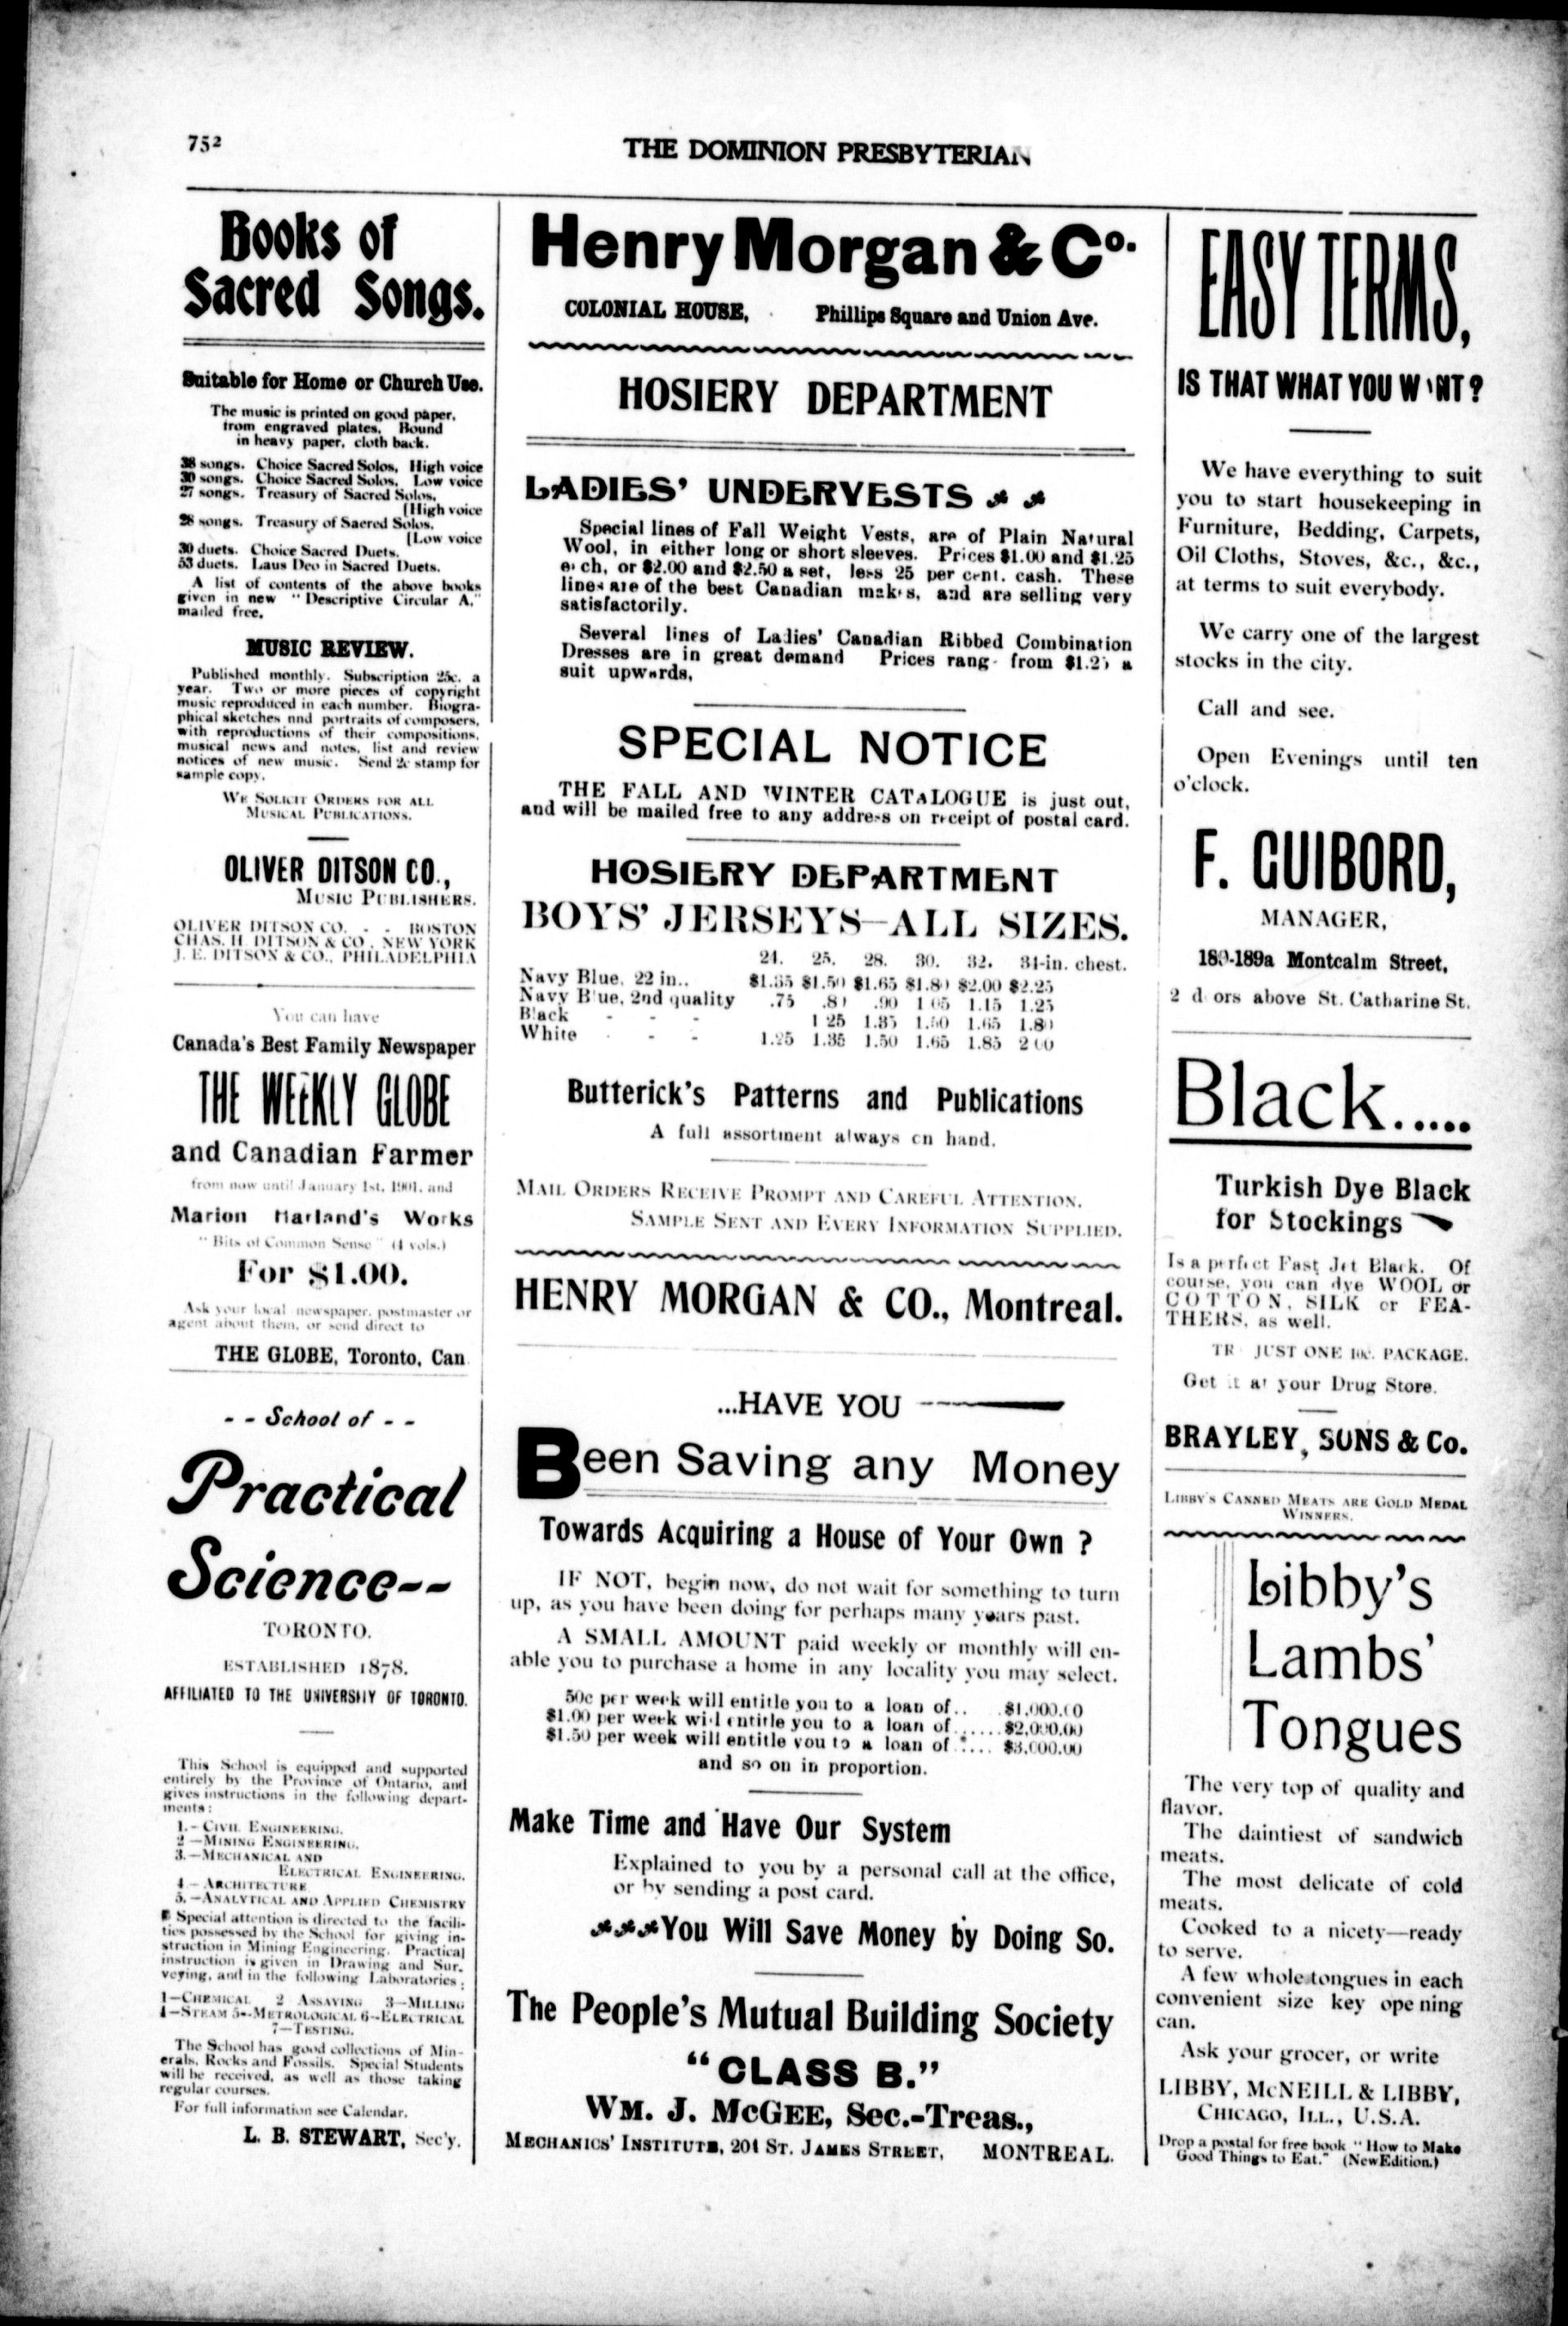 752
THE DOMINION PRESBYTERIAN
Books of
Sacred Songs.
Suitable for Home or Church Use.
The music is printed on good paper,
from engraved plates. Bound
in heavy paper, cloth back.
38 songs. Choice Sacred Solos, High voice
30 songs. Choice Sacred Solos, Low voice
27 songs. Treasury of Sacred Solos,
[High voice
28 songs. Treasury of Sacred Solos.
[Low voice
30 duets. Choice Sacred Duets.
53 duets. Laus Deo in Sacred Duets.
A list of contents of the above books
given in new "Descriptive Circular A,"
mailed free.
MUSIC REVIEW.
Published monthly. Subscription 25c. a
year. Two or more pieces of copyright
music reproduced in each number. Biogra-
phical sketches nnd portraits of composers,
with reproductions of their compositions,
musical news and notes, list and review
notices of new music. Send 2c stamp for
sample copy.
WE SOLICIT ORDERS FOR ALL
MUSICAL PUBLICATIONS.
OLIVER DITSON CO.,
MUSIC PUBLISHERS.
OLIVER DITSON CO. - - BOSTON
CHAS. H. DITSON & CO., NEW YORK
J. E. DITSON & CO., PHILADELPHIA
You can have
Canada's Best Family Newspaper
THE WEEKLY GLOBE
and Canadian Farmer
from now until January 1st, 1901, and
Marion Harland's Works
"Bits of Common Sense" (4 vols.)
For $1.00.
Ask your local newspaper, postmaster or
agent about them, or send direct to
THE GLOBE, Toronto, Can
- - School of - -
Practical
Science--
TORONTO.
ESTABLISHED 1878.
AFFILIATED TO THE UNIVERSITY OF TORONTO.
This School is equipped and supported
entirely by the Province of Ontario, and
gives instructions in the following depart-
ments:
1.- CIVIL ENGINEERING.
2 —MINING ENGINEERING.
3.—MECHANICAL AND
ELECTRICAL ENGINEERING.
4 - ARCHITECTURE
5.—ANALYTICAL AND APPLIED CHEMISTRY
Special attention is directed to the facili-
ties possessed by the School for giving in-
struction in Mining Engineering. Practical
instruction is given in Drawing and Sur-
veying, and in the following Laboratories:
1—CHEMICAL 2 ASSAYING 3—MILLING
4—STEAM 5--METROLOGICAL 6--ELECTRICAL
7—TESTING.
The School has good collections of Min-
erals, Rocks and Fossils. Special Students
will be received, as well as those taking
regular courses.
For full information see Calendar.
L. B. STEWART, Sec'y.
Henry Morgan & Co.
COLONIAL HOUSE, Phillips Square and Union Ave.
HOSIERY DEPARTMENT
LADIES' UNDERVESTS
Special lines of Fall Weight Vests, are of Plain Natural
Wool, in either long or short sleeves. Prices $1.00 and $1.25
each, or $2.00 and $2.50 a set, less 25 per cent. cash. These
lines are of the best Canadian makes, and are selling very
satisfactorily.
Several lines of Ladies' Canadian Ribbed Combination
Dresses are in great demand Prices rang from $1.25 a
suit upwards,
SPECIAL NOTICE
THE FALL AND WINTER CATALOGUE is just out,
and will be mailed free to any address on receipt of postal card.
HOSIERY DEPARTMENT
BOYS' JERSEYS—ALL SIZES.
24. 25. 28. 30. 32. 34-in. chest.
Navy Blue, 22 in.. $1.35 $1.50 $1.65 $1.80 $2.00 $2.25
Navy Blue, 2nd quality .75 .80 .90 1 05 1.15 1.25
Black - - - 1 25 1.35 1.50 1.65 1.80
White - - 1.25 1.35 1.50 1.65 1.85 2 00
Butterick's Patterns and Publications
A full assortment always on hand.
MAIL ORDERS RECEIVE PROMPT AND CAREFUL ATTENTION.
SAMPLE SENT AND EVERY INFORMATION SUPPLIED.
HENRY MORGAN & CO., Montreal.
...HAVE YOU
Been Saving any Money
Towards Acquiring a House of Your Own ?
IF NOT, begin now, do not wait for something to turn
up, as you have been doing for perhaps many years past.
A SMALL AMOUNT paid weekly or monthly will en-
able you to purchase a home in any locality you may select.
50c per week will entitle you to a loan of.. .$1,000.00
$1.00 per week will entitle you to a loan of......$2,000.00
$1.50 per week will entitle you to a loan of.... $3,000.00
and so on in proportion.
Make Time and Have Our System
Explained to you by a personal call at the office,
or by sending a post card.
You Will Save Money by Doing So.
The People's Mutual Building Society
"CLASS B."
WM. J. MCGEE, Sec.-Treas.,
MECHANICS' INSTITUTE, 204 ST. JAMES STREET, MONTREAL.
EASY TERMS,
IS THAT WHAT YOU WANT?
We have everything to suit
you to start housekeeping in
Furniture, Bedding, Carpets,
Oil Cloths, Stoves, &c., &c.,
at terms to suit everybody.
We carry one of the largest
stocks in the city.
Call and see.
Open Evenings until ten
o'clock.
F. GUIBORD,
MANAGER,
189-189a Montcalm Street,
2 d ors above St. Catharine St.
Black.....
Turkish Dye Black
for Stockings
Is a perfect Fast Jet Black. Of
course, you can dye WOOL or
COTTON, SILK or FEA-
THERS, as well.
TR JUST ONE 10c. PACKAGE.
Get it at your Drug Store.
BRAYLEY, SONS & Co.
LIBBY'S CANNED MEATS ARE GOLD MEDAL
WINNERS.
Libby's
Lambs'
Tongues
The very top of quality and
flavor.
The daintiest of sandwich
meats.
The most delicate of cold
meats.
Cooked to a nicety—ready
to serve.
A few whole tongues in each
convenient size key ope ning
can.
Ask your grocer, or write
LIBBY, McNEILL & LIBBY,
CHICAGO, ILL., U.S.A.
Drop a postal for free book "How to Make
Good Things to Eat." (New Edition.)